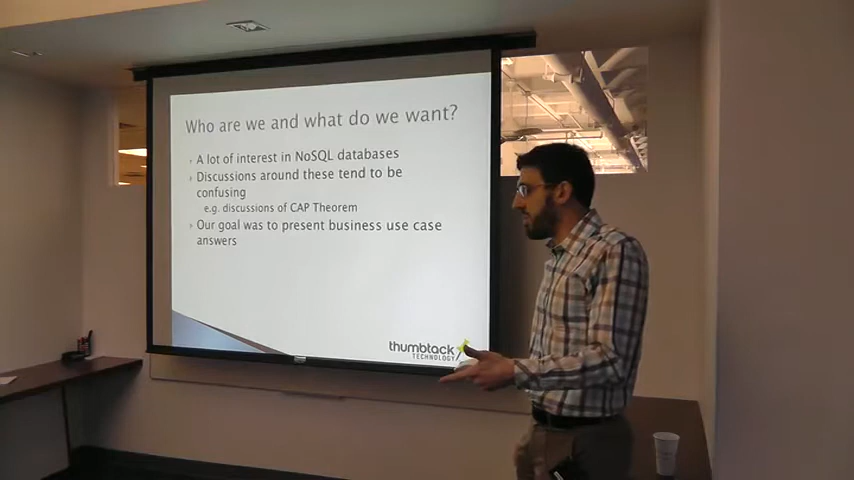 Who are we and what do we want?
A lot of interest in NoSQL databases
Discussions around these tend to be
confusing
e.g. discussions of CAP Theorem
Our goal was to present business use case
answers
thumbtack
TECHNOLOGY